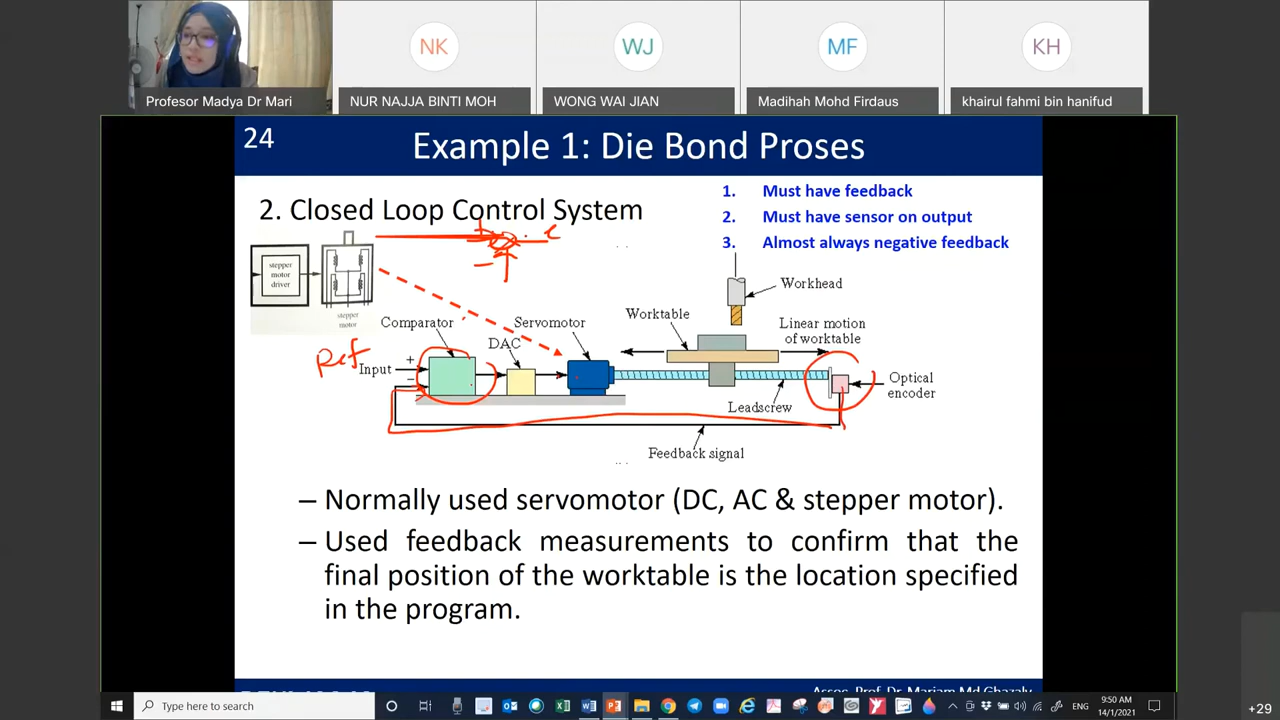 NK
WJ
MF
KH
Profesor Madya Dr Mari
NUR NAJJA BINTI MOH
WONG WAI JIAN
Madihah Mohd Firdaus
khairul fahmi bin hanifud
24
Example 1: Die Bond Proses
2. Closed Loop Control System
1. Must have feedback
2. Must have sensor on output
3. Almost always negative feedback
+
e
−
stepper
motor
driver
stepper
motor
Comparator
DAC
Servomotor
Worktable
Workhead
Linear motion
of worktable
Ref
Input
+
−
Optical
encoder
Leadscrew
Feedback signal
– Normally used servomotor (DC, AC & stepper motor).
– Used feedback measurements to confirm that the
final position of the worktable is the location specified
in the program.
Assoc. Prof. Dr. Mariam Md Ghazaly
Type here to search
ENG
9:50 AM
14/1/2021
+29